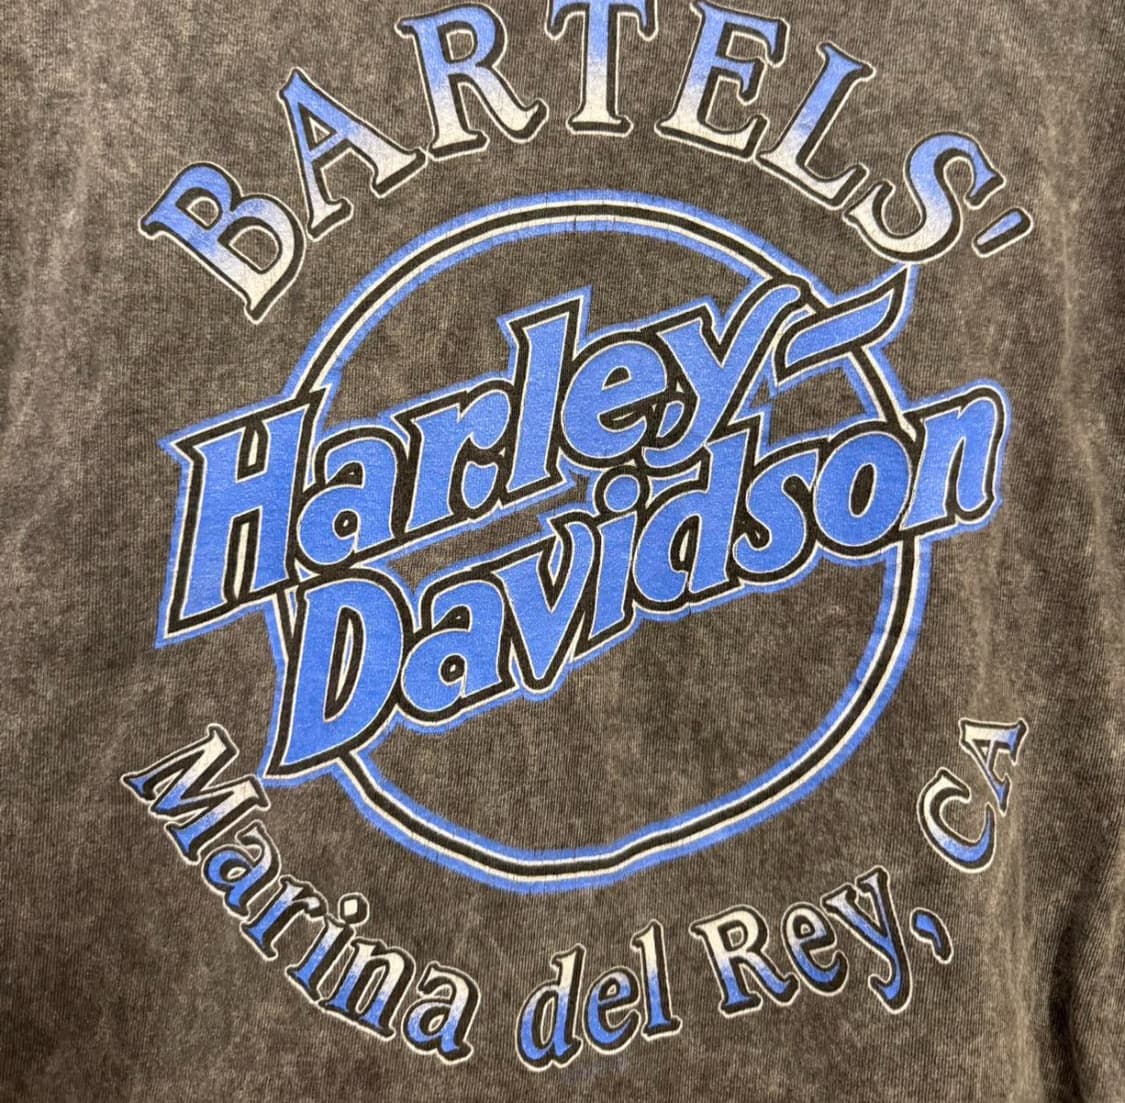 BARTELS'
Harley-
Davidson
Marina del Rey, CA